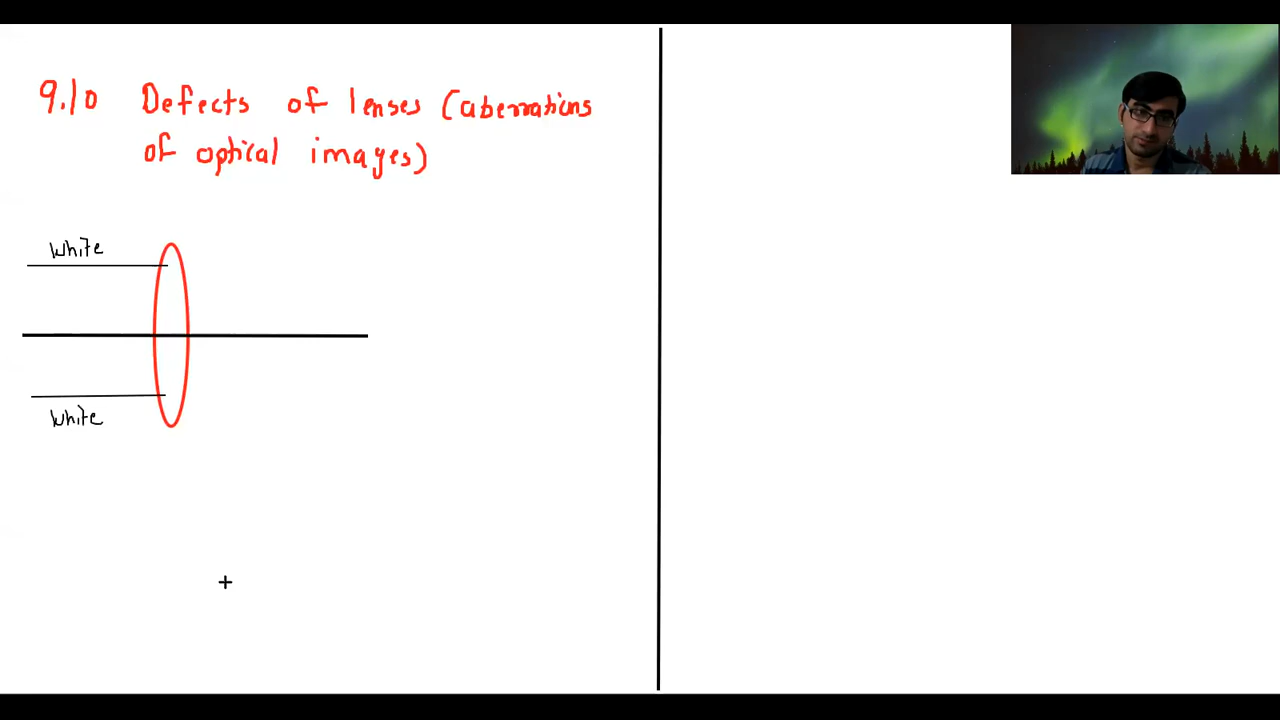 9.10 Defects of lenses (aberrations
of optical images)
White
White